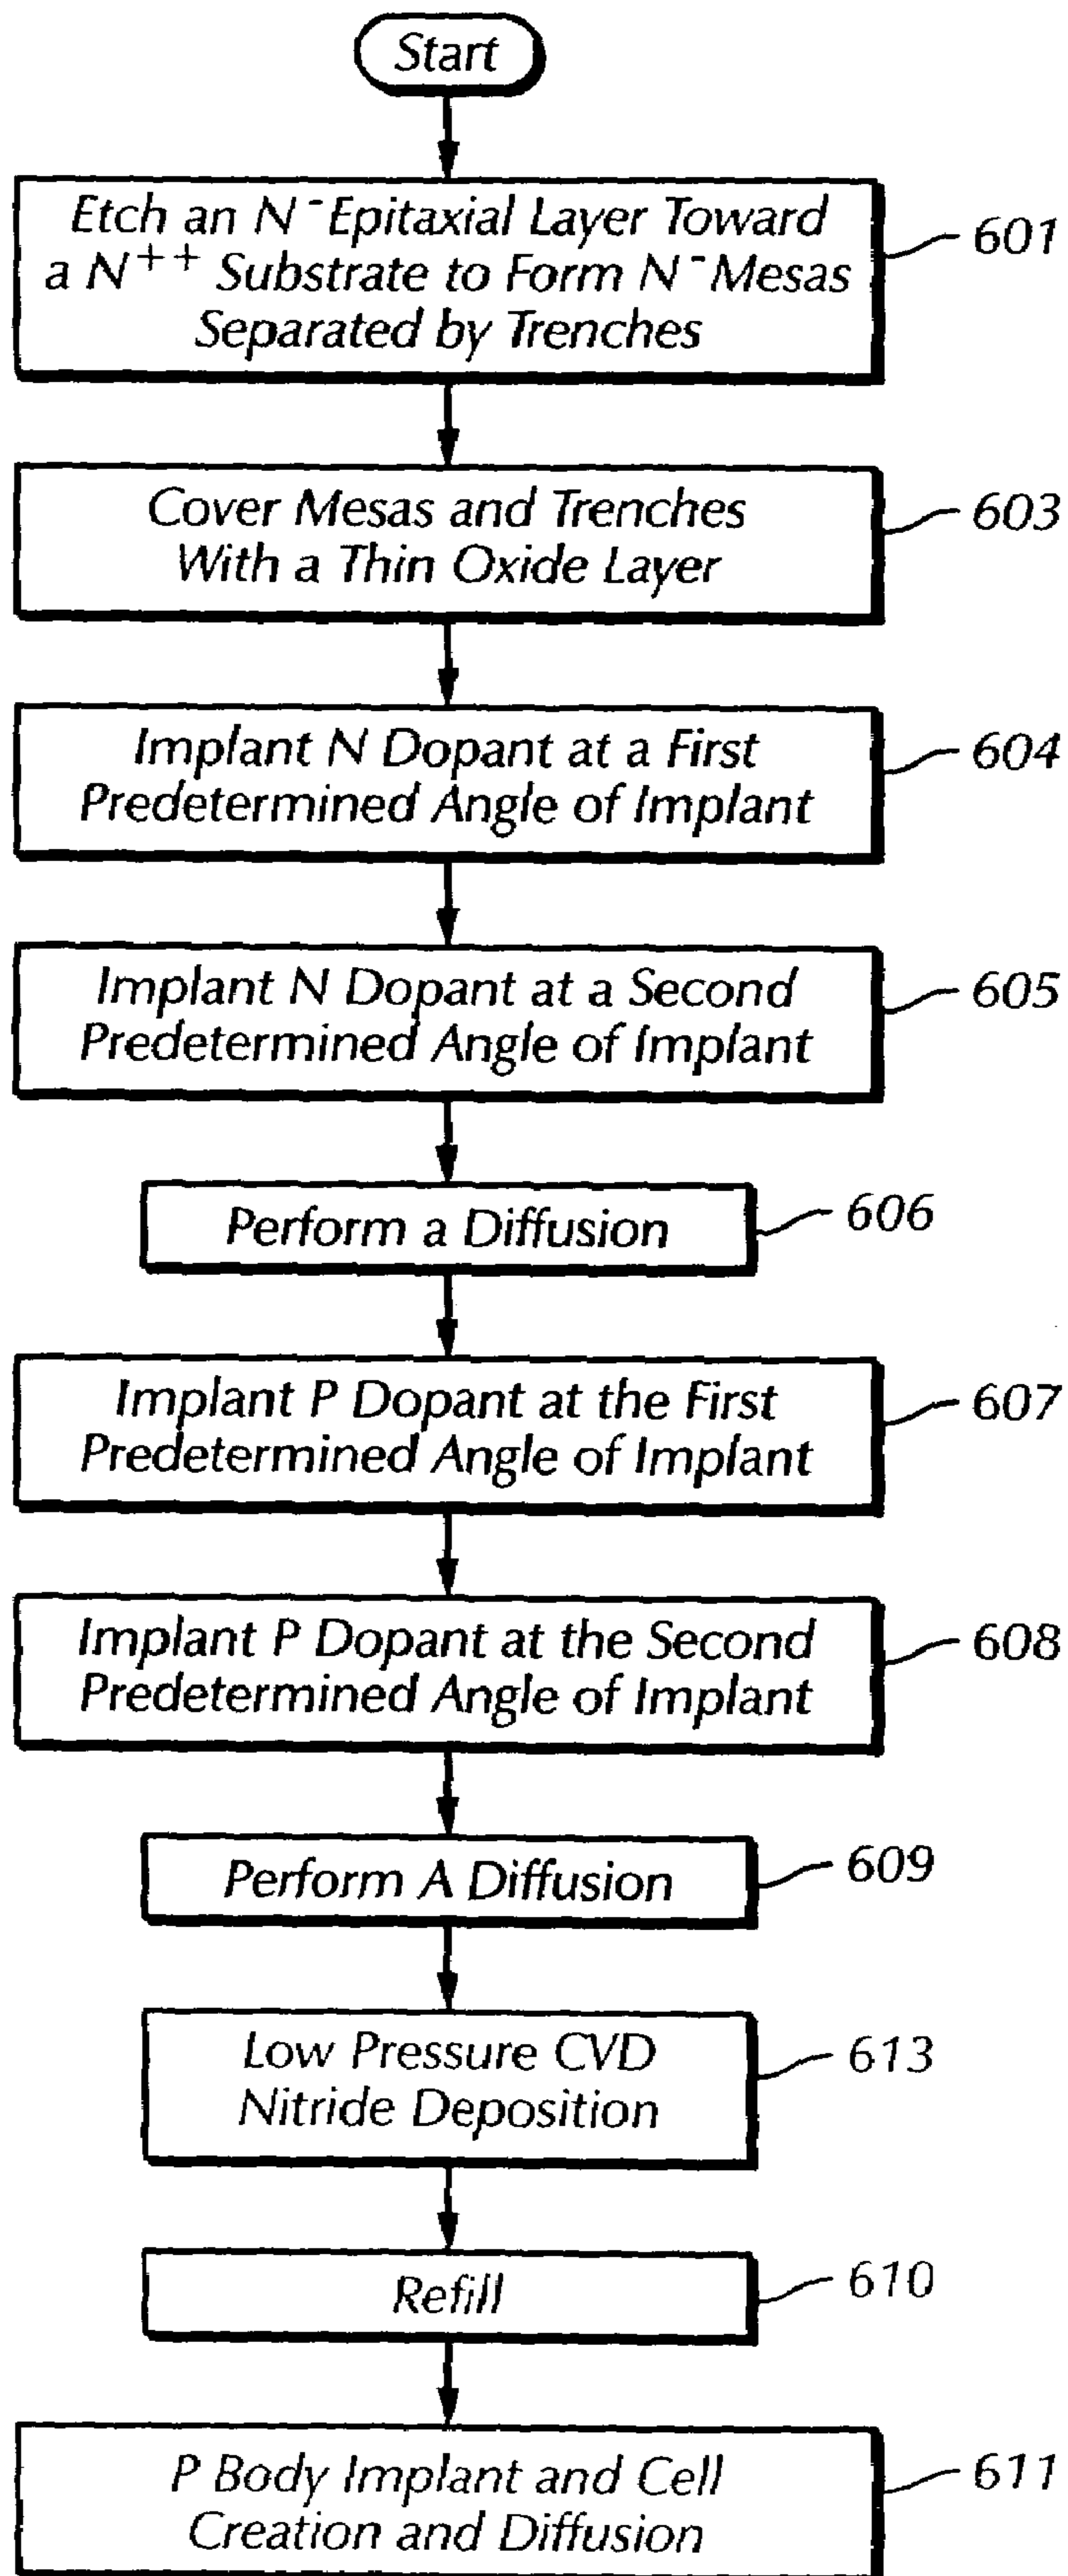 Start
Etch an N⁻ Epitaxial Layer Toward
a N⁺⁺ Substrate to Form N⁻ Mesas
Separated by Trenches
601
Cover Mesas and Trenches
With a Thin Oxide Layer
603
Implant N Dopant at a First
Predetermined Angle of Implant
604
Implant N Dopant at a Second
Predetermined Angle of Implant
605
Perform a Diffusion
606
Implant P Dopant at the First
Predetermined Angle of Implant
607
Implant P Dopant at the Second
Predetermined Angle of Implant
608
Perform A Diffusion
609
Low Pressure CVD
Nitride Deposition
613
Refill
610
P Body Implant and Cell
Creation and Diffusion
611